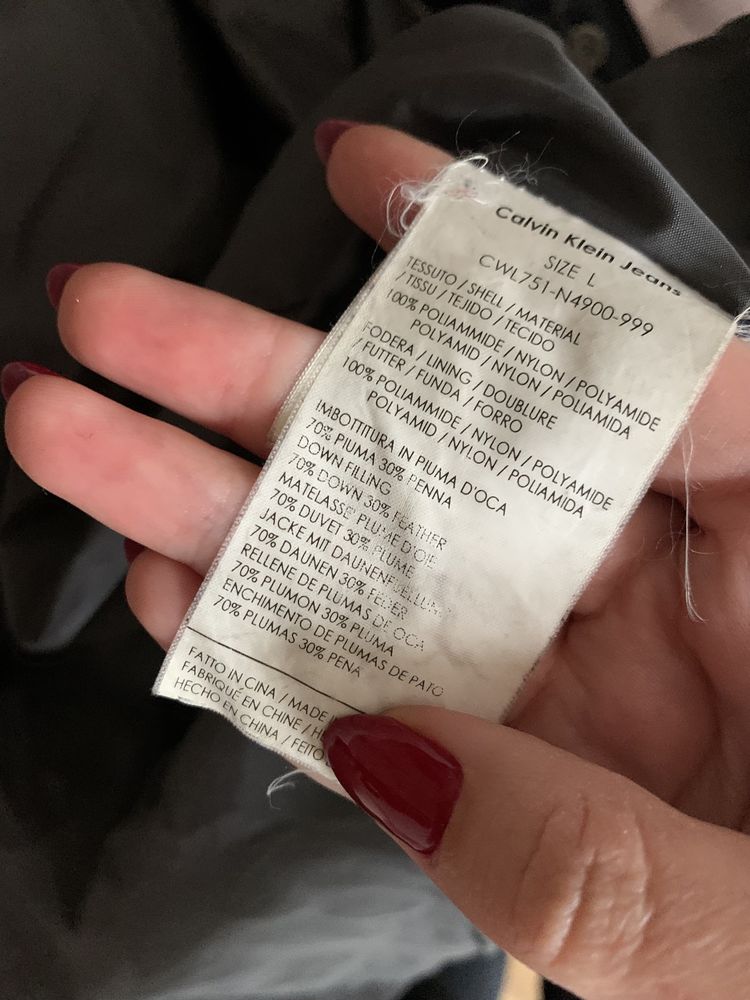 Calvin Klein Jeans
SIZE L
CWL751-N4900-999
TESSUTO / SHELL / MATERIAL
/ TISSU / TEJIDO / TECIDO
100% POLIAMMIDE / NYLON / POLYAMIDE
POLYAMID / NYLON / POLIAMIDA
FODERA / LINING / DOUBLURE
/ FUTTER / FUNDA / FORRO
100% POLIAMMIDE / NYLON / POLYAMIDE
POLYAMID / NYLON / POLIAMIDA
IMBOTTITURA IN PIUMA D'OCA
70% PIUMA 30% PENNA
DOWN FILLING
70% DOWN 30% FEATHER
MATELASSE PLUME D'OIE
70% DUVET 30% PLUME
JACKE MIT
70% DAUNEN 30% FEDER
RELLENE DE PLUMAS DE OCA
70% PLUMON 30% PLUMA
ENCHIMENTO DE PLUMAS DE PATO
70% PLUMAS 30% PENA
FATTO IN CINA / MADE
FABRIQUÉ EN CHINE /
HECHO EN CHINA / FEITO